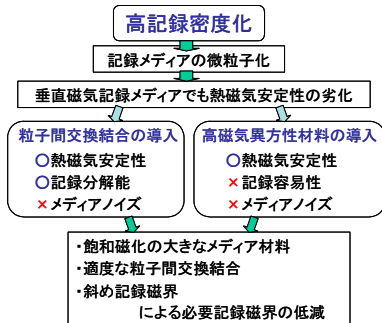 高記録密度化
記録メディアの微粒子化
垂直磁気記録メディアでも熱磁気安定性の劣化
粒子間交換結合の導入
○熱磁気安定性
○記録分解能
×メディアノイズ
高磁気異方性材料の導入
○熱磁気安定性
×記録容易性
×メディアノイズ
・飽和磁化の大きなメディア材料
・適度な粒子間交換結合
・斜め記録磁界
による必要記録磁界の低減